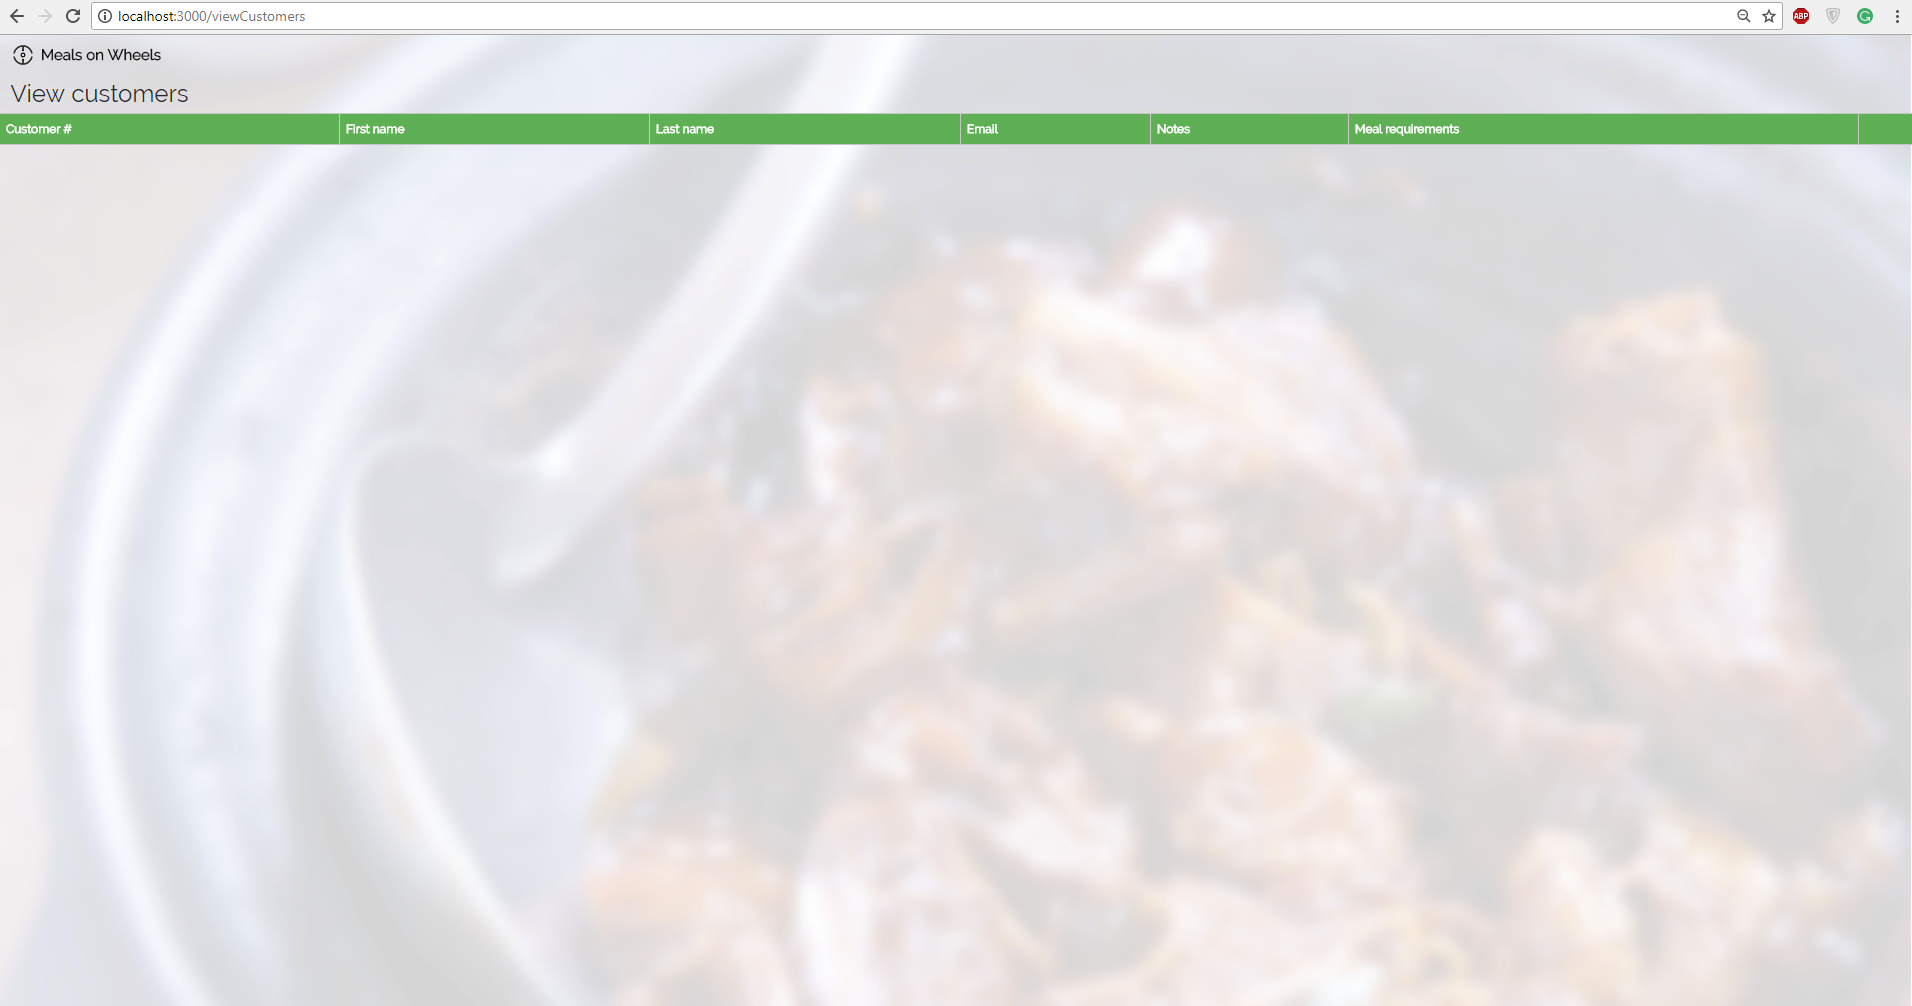 localhost:3000/viewCustomers
ABP
Meals on Wheels
View customers
Customer # First name Last name Email Notes Meal requirements